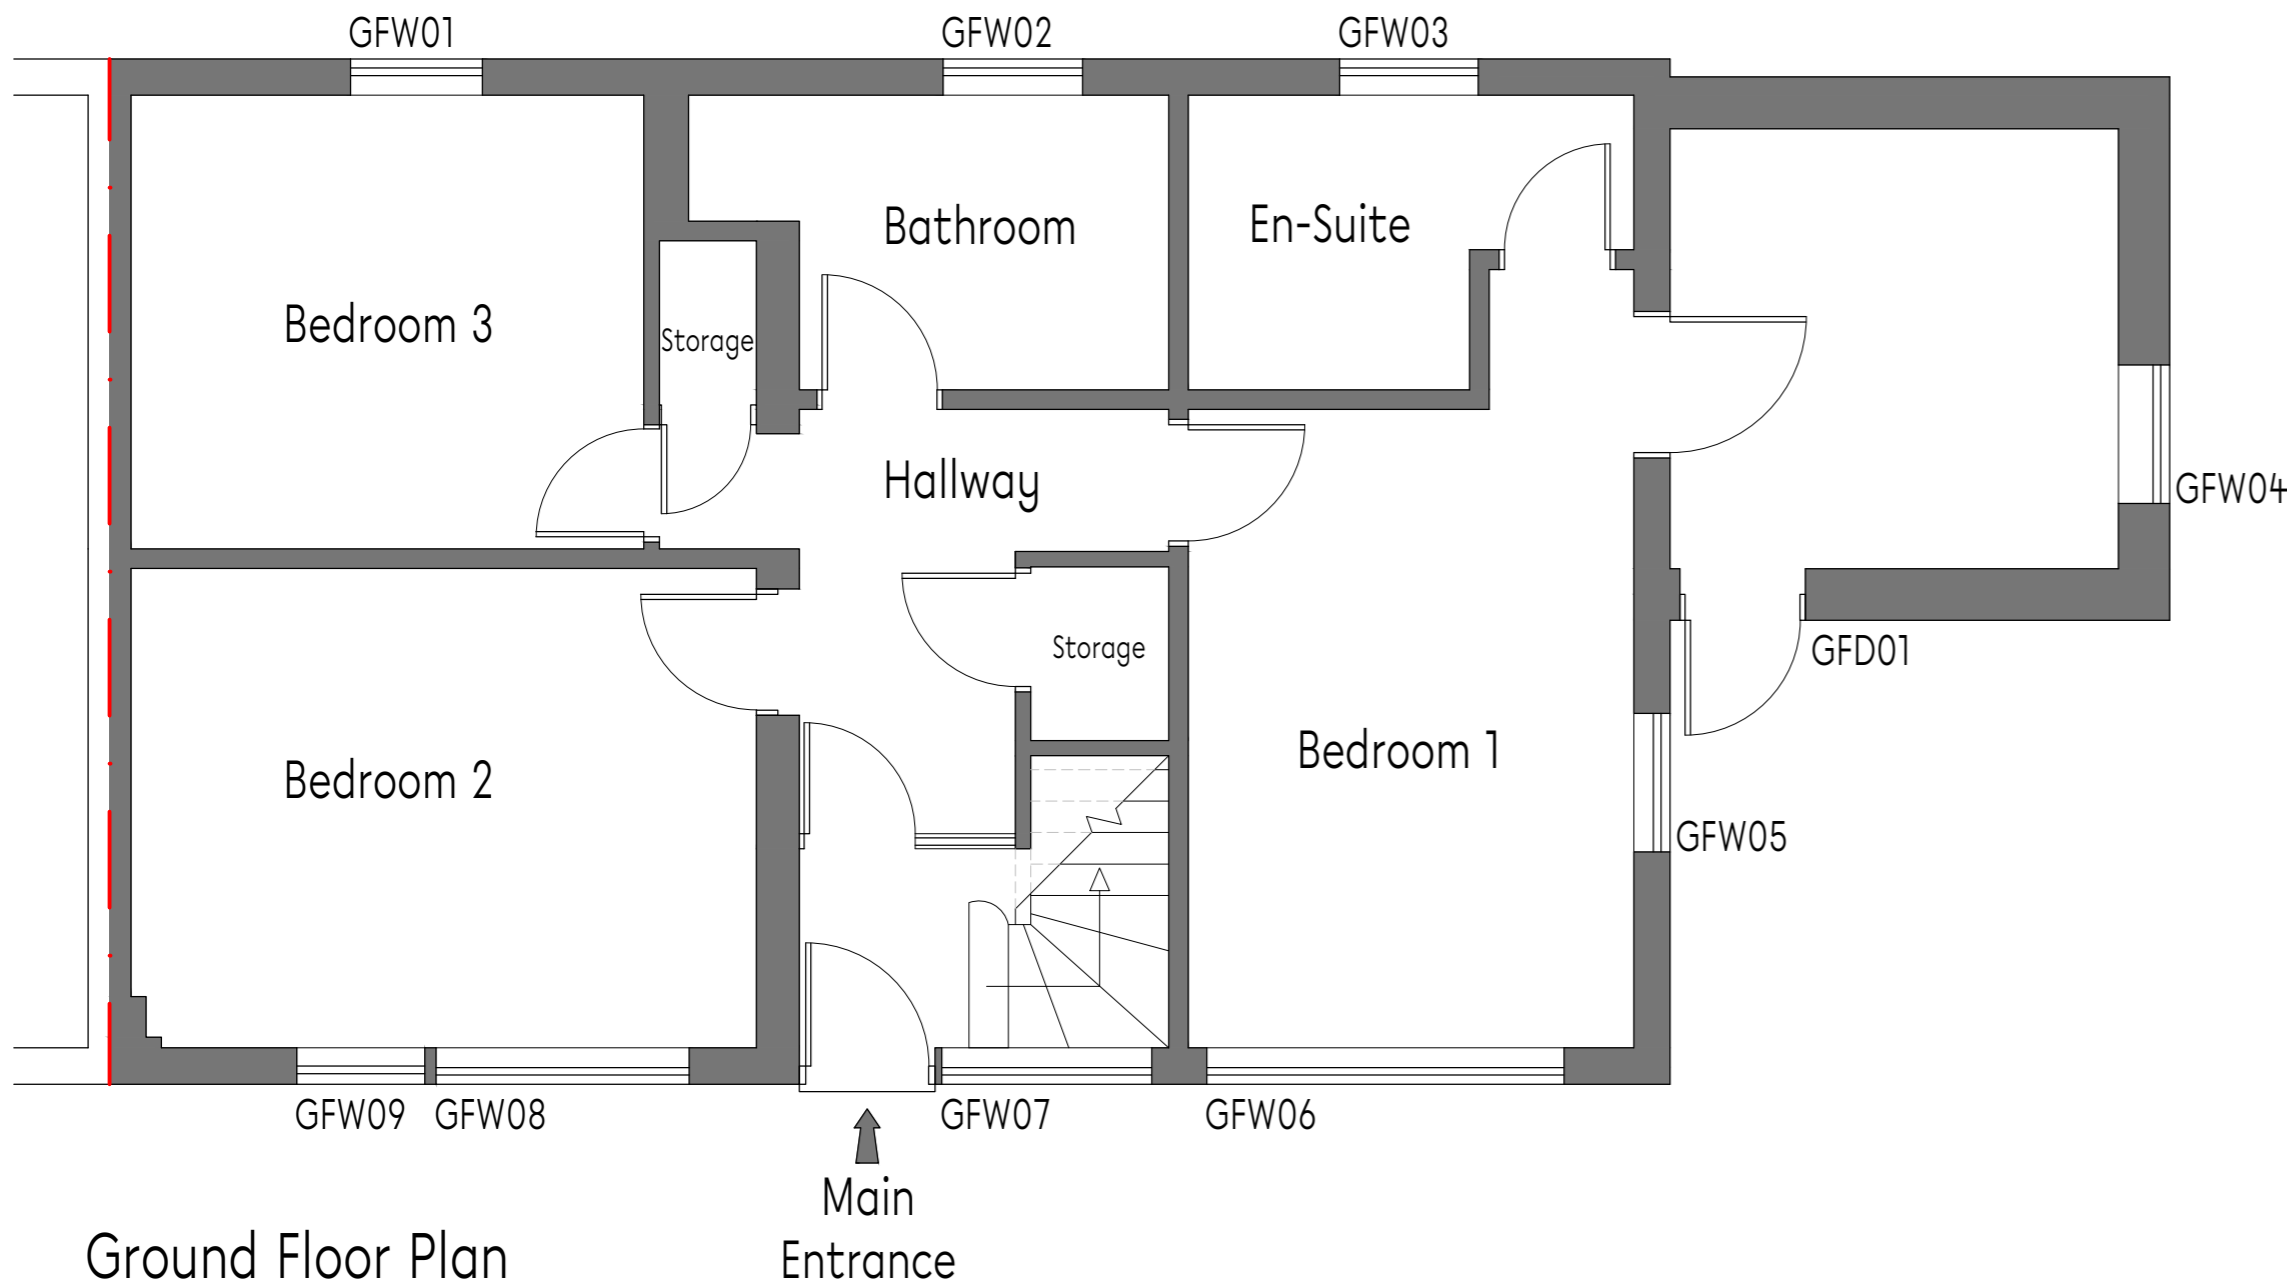 GFW01
GFW02
GFW03
Bathroom
En-Suite
Bedroom 3
Storage
Hallway
GFW04
Storage
GFD01
Bedroom 2
Bedroom 1
GFW05
GFW09
GFW08
GFW07
GFW06
Main
Entrance
Ground Floor Plan